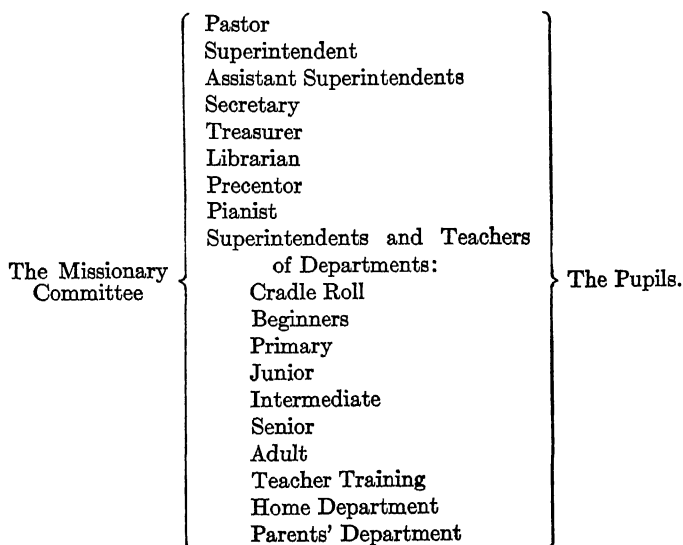 Pastor
Superintendent
Assistant Superintendents
Secretary
Treasurer
Librarian
Precentor
Pianist
Superintendents and Teachers
of Departments:
The Missionary
Committee
Cradle Roll
Beginners
Primary
Junior
Intermediate
Senior
Adult
Teacher Training
Home Department
Parents' Department
The Pupils.